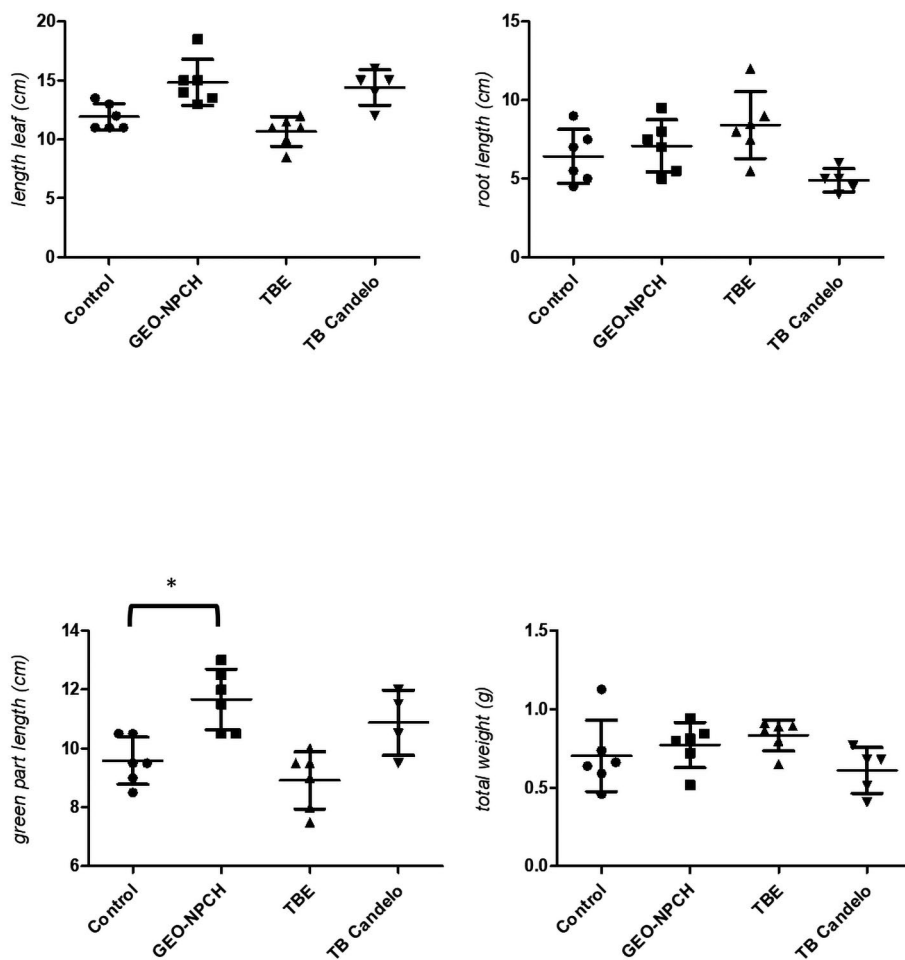 length leaf (cm)
20
15
10
5
0
Control
GEO-NPCH
TBE
TB Candelo
root length (cm)
15
10
5
0
Control
GEO-NPCH
TBE
TB Candelo
*
green part length (cm)
14
12
10
8
6
Control
GEO-NPCH
TBE
TB Candelo
total weight (g)
1.5
1.0
0.5
0.0
Control
GEO-NPCH
TBE
TB Candelo